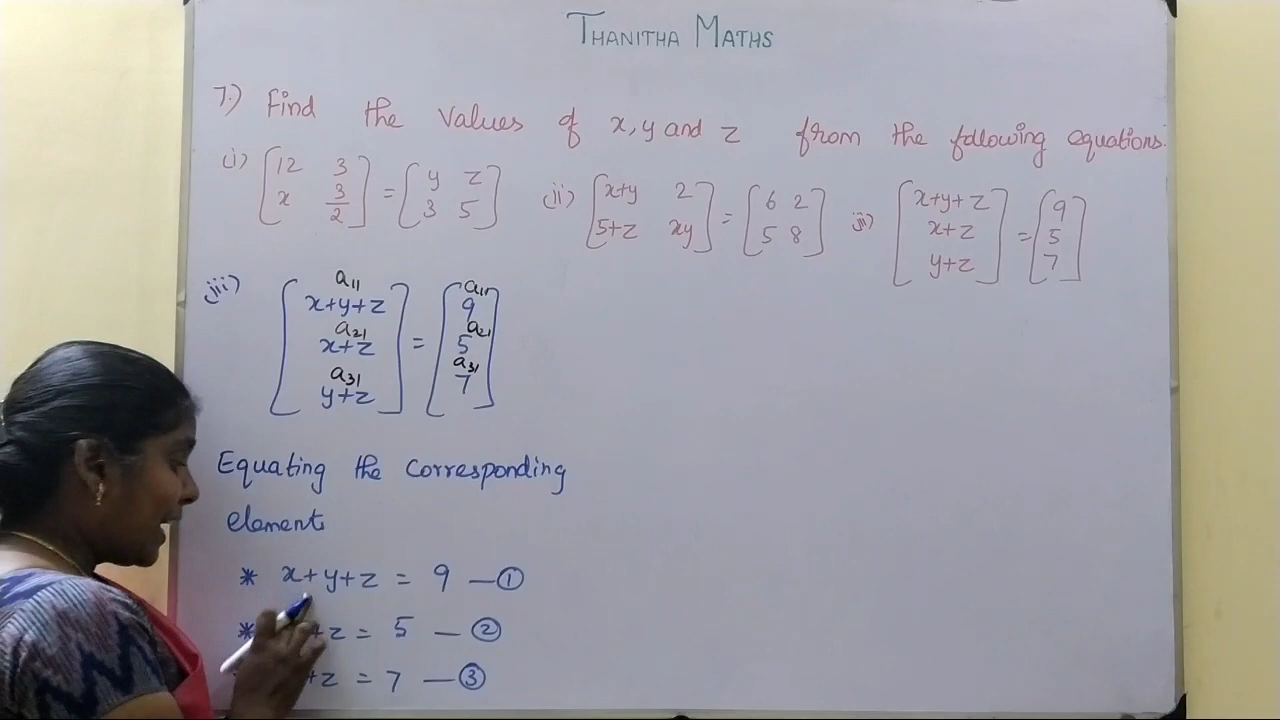 THANITHA MATHS
7.) Find the Values of x, y and z from the following equations.
i) [12 3 = [y z ii) [x+y 2 = [6 2 iii) [x+y+z = [9
x 3/2] 3 5] 5+z xy] 5 8] x+z 5
y+z] 7]
iii) a11 a11
x+y+z 9
a21 a21
x+z = 5
a31 a31
y+z 7
Equating the corresponding
elements
* x+y+z = 9 — ①
* +z = 5 — ②
+z = 7 — ③